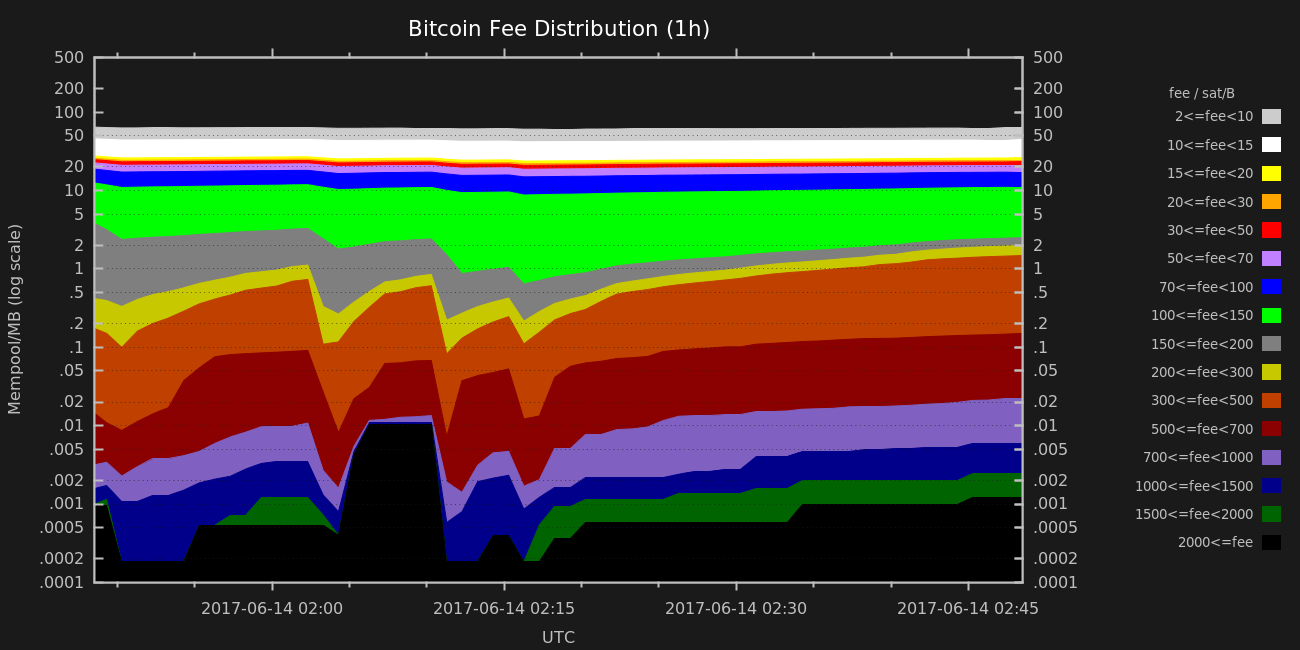 Bitcoin Fee Distribution (1h)
500
200
100
50
20
10
5
2
1
.5
.2
.1
.05
.02
.01
.005
.002
.001
.0005
.0002
.0001
Mempool/MB (log scale)
500
200
100
50
20
10
5
2
1
.5
.2
.1
.05
.02
.01
.005
.002
.001
.0005
.0002
.0001
2017-06-14 02:00
2017-06-14 02:15
2017-06-14 02:30
2017-06-14 02:45
UTC
fee / sat/B
2<=fee<10
10<=fee<15
15<=fee<20
20<=fee<30
30<=fee<50
50<=fee<70
70<=fee<100
100<=fee<150
150<=fee<200
200<=fee<300
300<=fee<500
500<=fee<700
700<=fee<1000
1000<=fee<1500
1500<=fee<2000
2000<=fee